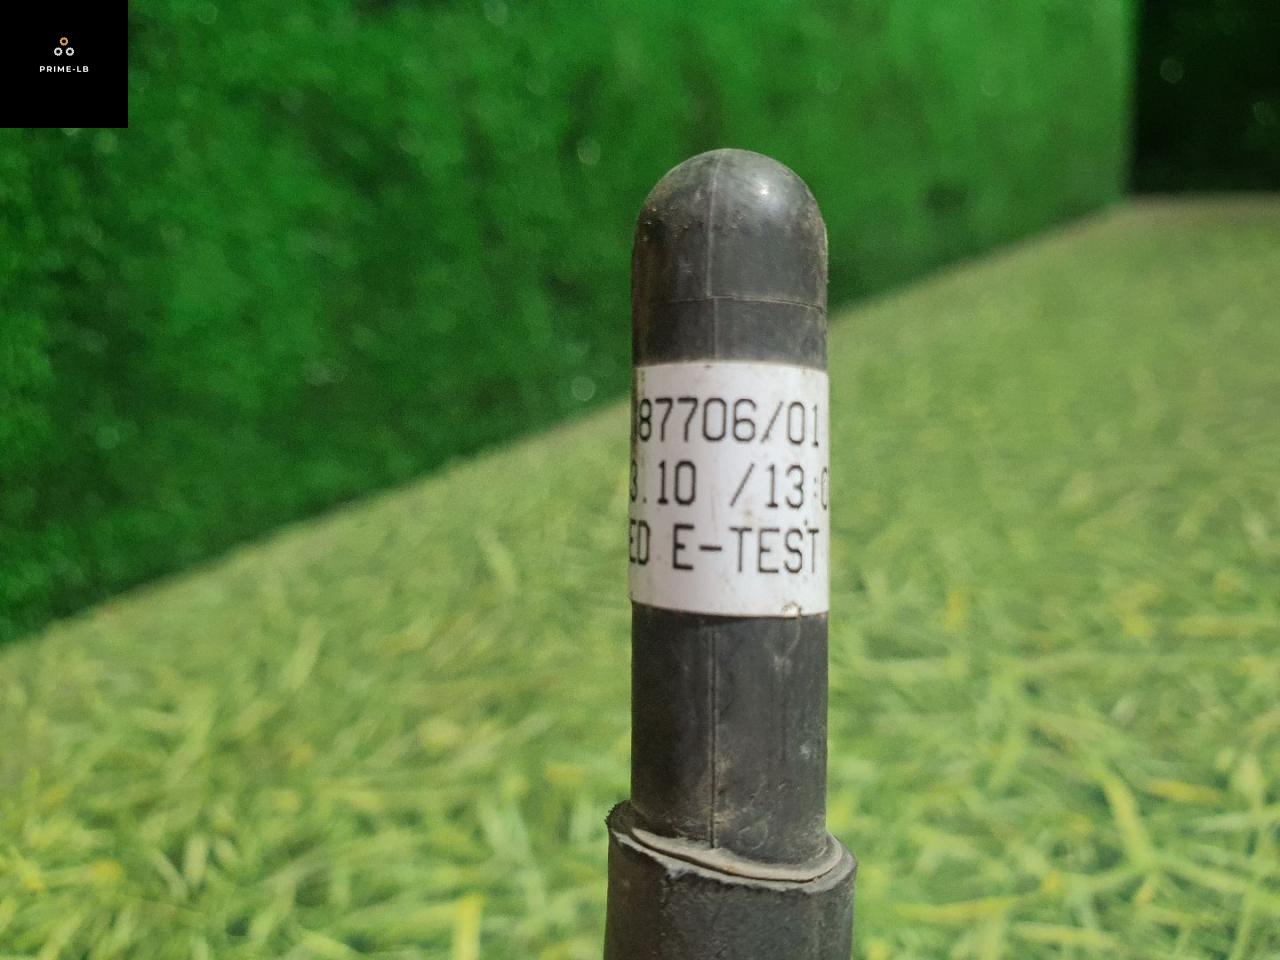 PRIME-LB
87706/01
3.10 /13:0
ED E-TEST